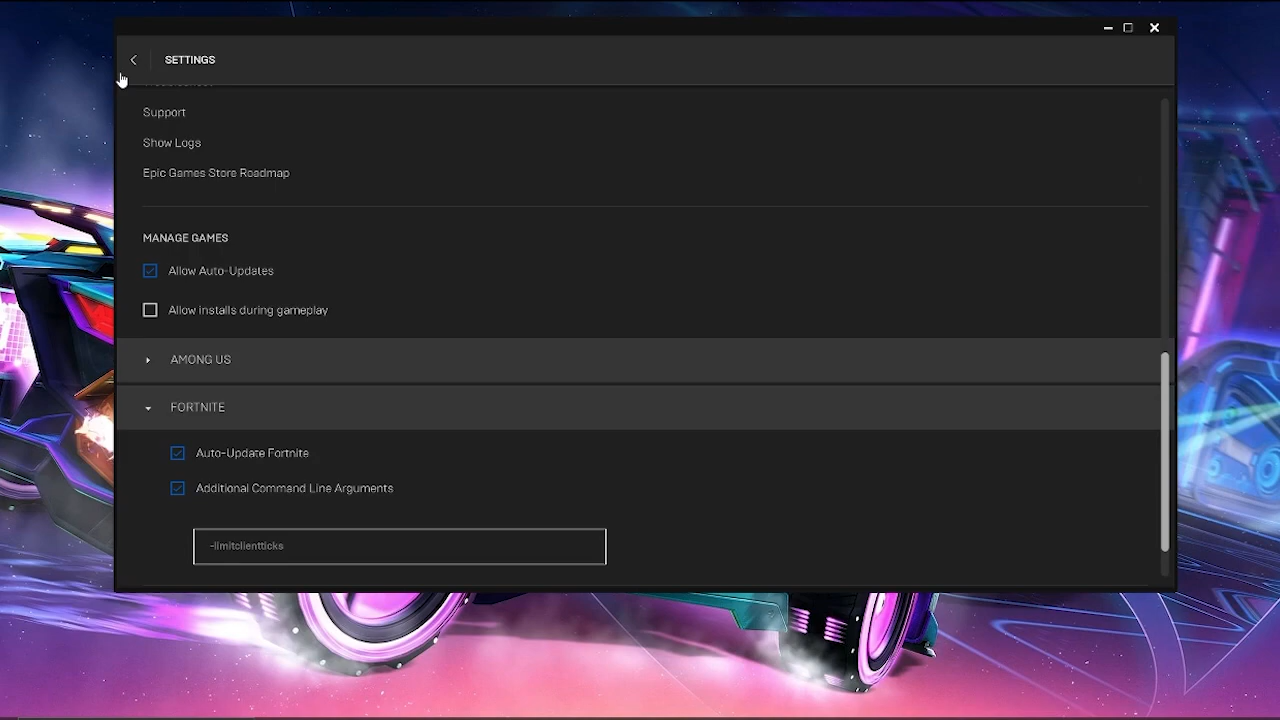 SETTINGS
Support
Show Logs
Epic Games Store Roadmap
MANAGE GAMES
Allow Auto-Updates
Allow installs during gameplay
AMONG US
FORTNITE
Auto-Update Fortnite
Additional Command Line Arguments
-limitclientticks